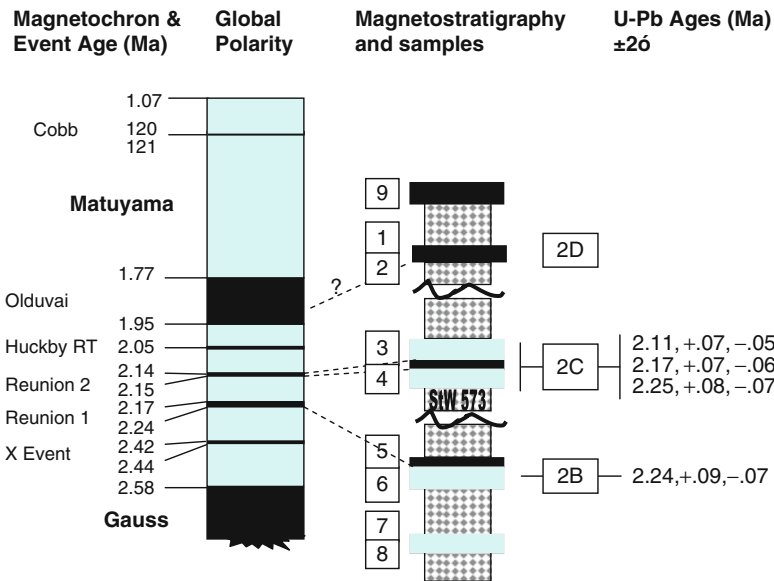 Magnetochron & Event Age (Ma)
Global Polarity
Magnetostratigraphy and samples
U-Pb Ages (Ma) ±2ó
1.07
Cobb
120
121
Matuyama
1.77
Olduvai
1.95
Huckby RT
2.05
2.14
Reunion 2
2.15
2.17
Reunion 1
2.24
X Event
2.42
2.44
2.58
Gauss
?
9
1
2
3
4
StW 573
5
6
7
8
2D
2C
2B
2.11, +.07, −.05
2.17, +.07, −.06
2.25, +.08, −.07
2.24,+.09,−.07